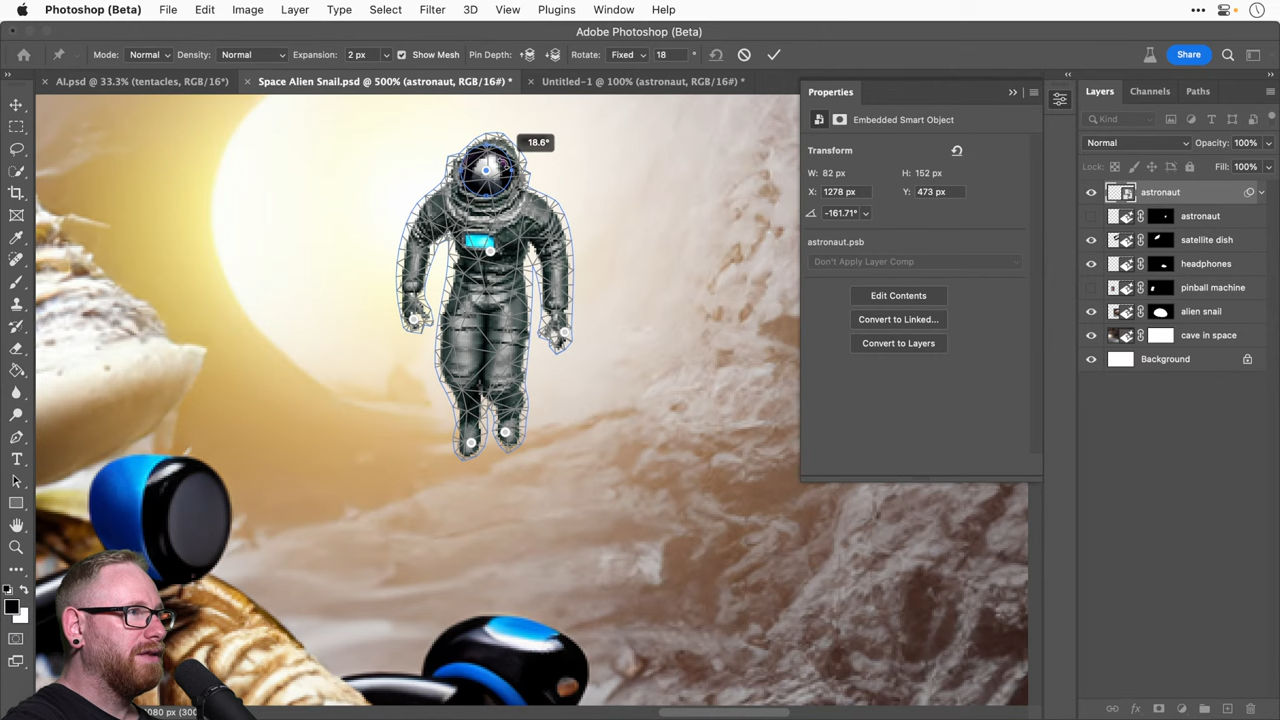 Photoshop (Beta) File Edit Image Layer Type Select Filter 3D View Plugins Window Help
Adobe Photoshop (Beta)
Mode: Normal Density: Normal Expansion: 2 px Show Mesh Pin Depth: Rotate: Fixed 18 ° Share
AI.psd @ 33.3% (tentacles, RGB/16*) Space Alien Snail.psd @ 500% (astronaut, RGB/16#) * Untitled-1 @ 100% (astronaut, RGB/16#) *
18.6°
Properties
Embedded Smart Object
Transform
W: 82 px H: 152 px
X: 1278 px Y: 473 px
-161.71°
astronaut.psb
Don't Apply Layer Comp
Edit Contents
Convert to Linked...
Convert to Layers
Layers Channels Paths
Kind
Normal Opacity: 100%
Lock: Fill: 100%
astronaut
astronaut
satellite dish
headphones
pinball machine
alien snail
cave in space
Background